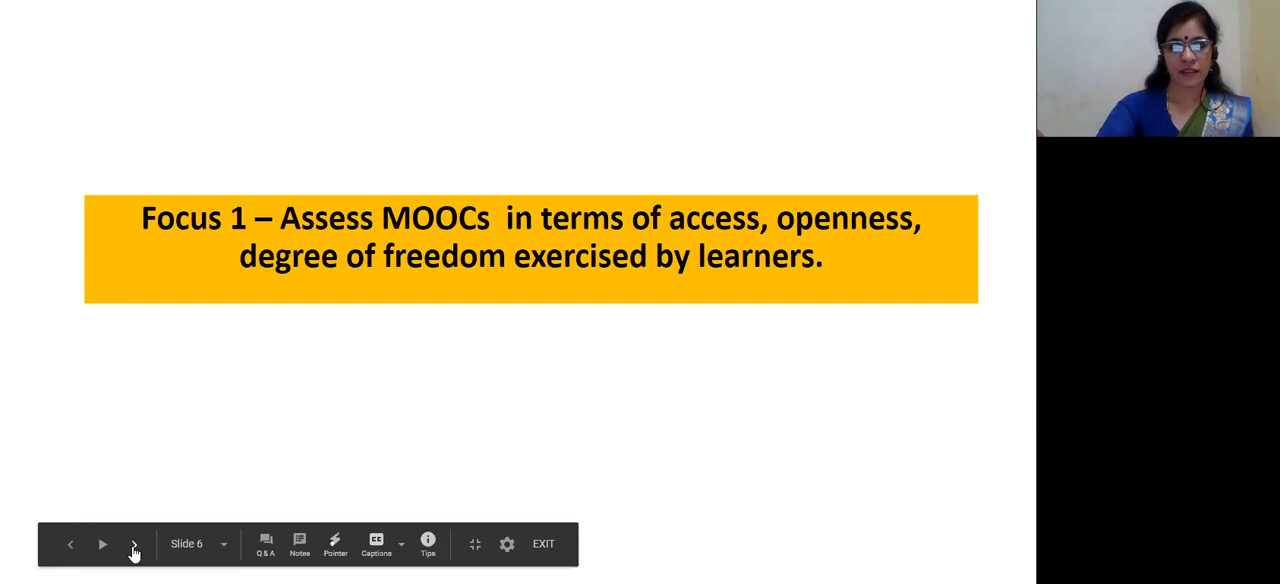 Focus 1 – Assess MOOCs in terms of access, openness,
degree of freedom exercised by learners.
Slide 6
Q & A
Notes
Pointer
CC
Captions
Tips
EXIT